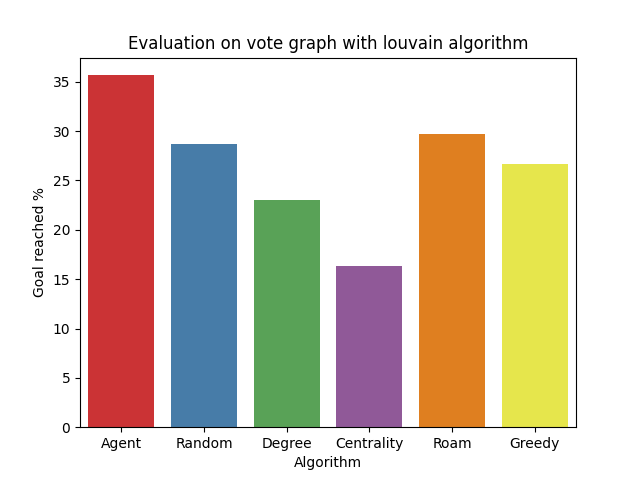 Evaluation on vote graph with louvain algorithm
Goal reached %
35
30
25
20
15
10
5
0
Agent Random Degree Centrality Roam Greedy
Algorithm